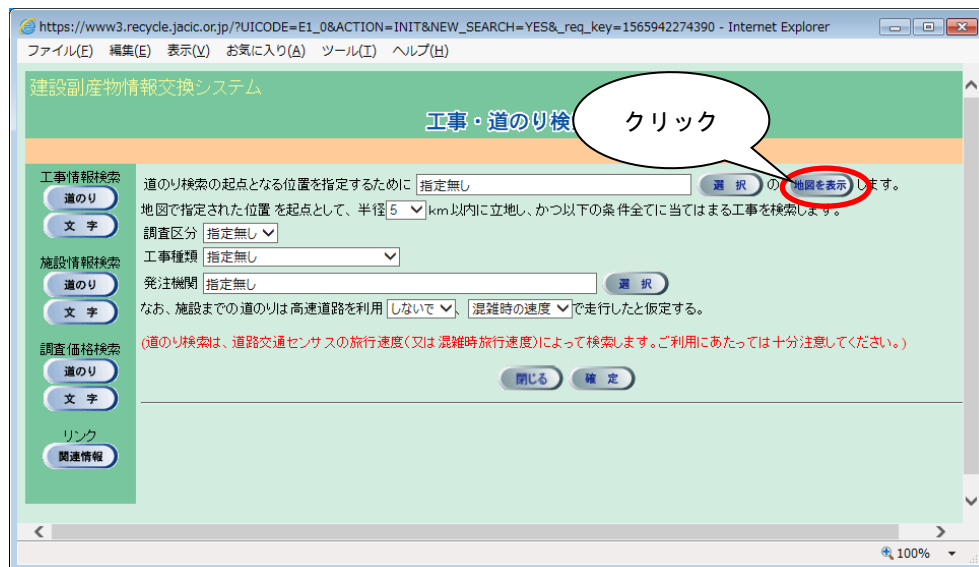 https://www3.recycle.jacic.or.jp/?UICODE=E1_0&ACTION=INIT&NEW_SEARCH=YES&_req_key=1565942274390 - Internet Explorer
ファイル(F) 編集(E) 表示(V) お気に入り(A) ツール(T) ヘルプ(H)
建設副産物情報交換システム
工事・道のり検
クリック
工事情報検索
道のり
文 字
施設情報検索
道のり
文 字
調査価格検索
道のり
文 字
リンク
関連情報
道のり検索の起点となる位置を指定するために 指定無し 選 択 の 地図を表示 します。
地図で指定された位置 を起点として、半径 5 km以内に立地し、かつ以下の条件全てに当てはまる工事を検索します。
調査区分 指定無し
工事種類 指定無し
発注機関 指定無し 選 択
なお、施設までの道のりは高速道路を利用 しないで 、 混雑時の速度 で走行したと仮定する。
(道のり検索は、道路交通センサスの旅行速度(又は混雑時旅行速度)によって検索します。ご利用にあたっては十分注意してください。)
閉じる 確 定
100%